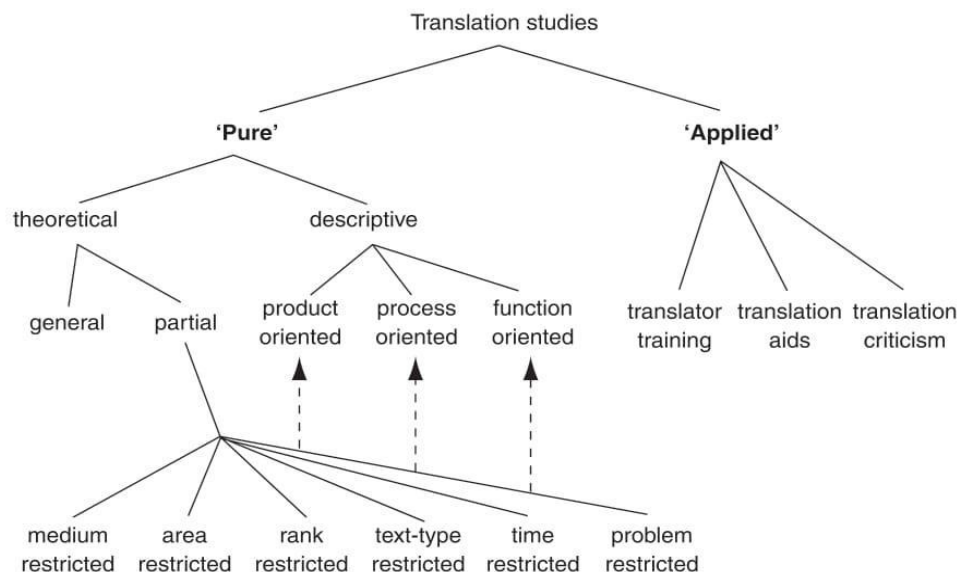 Translation studies
‘Pure’
‘Applied’
theoretical
descriptive
general
partial
product
oriented
process
oriented
function
oriented
translator
training
translation
aids
translation
criticism
medium
restricted
area
restricted
rank
restricted
text-type
restricted
time
restricted
problem
restricted